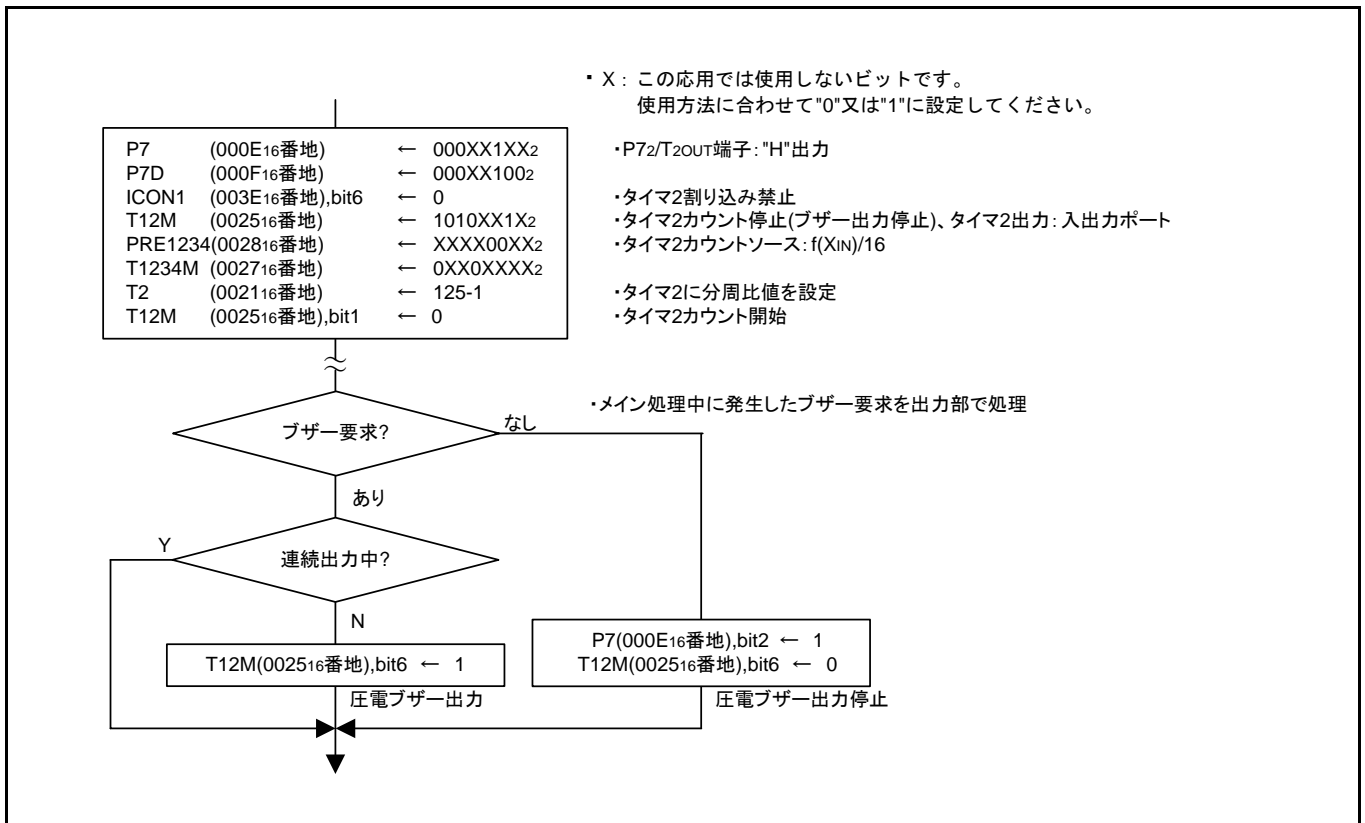 ・ X : この応用では使用しないビットです。
使用方法に合わせて"0"又は"1"に設定してください。
P7 (000E16番地) ← 000XX1XX2 ・P72/T2OUT端子:"H"出力
P7D (000F16番地) ← 000XX1002
ICON1 (003E16番地),bit6 ← 0 ・タイマ2割り込み禁止
T12M (002516番地) ← 1010XX1X2 ・タイマ2カウント停止(ブザー出力停止)、タイマ2出力:入出力ポート
PRE1234(002816番地) ← XXXX00XX2 ・タイマ2カウントソース:f(XIN)/16
T1234M (002716番地) ← 0XX0XXXX2
T2 (002116番地) ← 125-1 ・タイマ2に分周比値を設定
T12M (002516番地),bit1 ← 0 ・タイマ2カウント開始
・メイン処理中に発生したブザー要求を出力部で処理
ブザー要求?
なし
あり
Y
連続出力中?
N
T12M(002516番地),bit6 ← 1
圧電ブザー出力
P7(000E16番地),bit2 ← 1
T12M(002516番地),bit6 ← 0
圧電ブザー出力停止